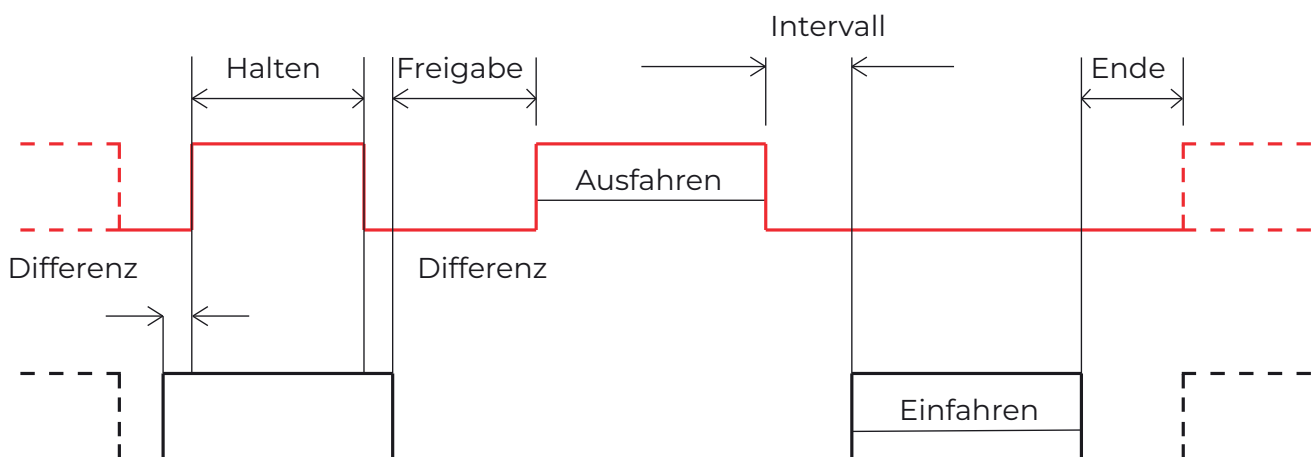 Intervall
Halten
Freigabe
Ende
Ausfahren
Differenz
Differenz
Einfahren